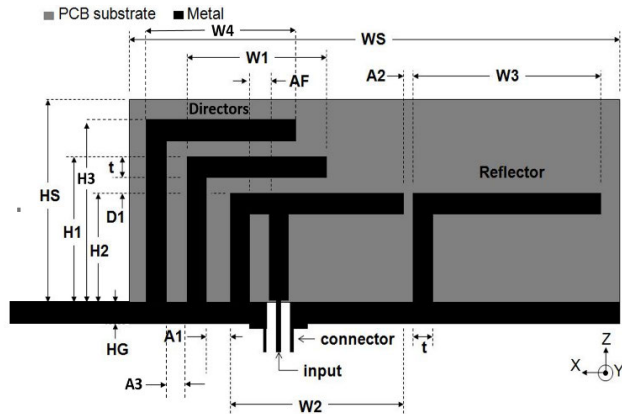 PCB substrate Metal
W4
WS
W1
AF
A2
W3
Directors
t
H3
HS
D1
H1
H2
Reflector
HG
A1
connector
t
input
A3
W2
Z
X
Y